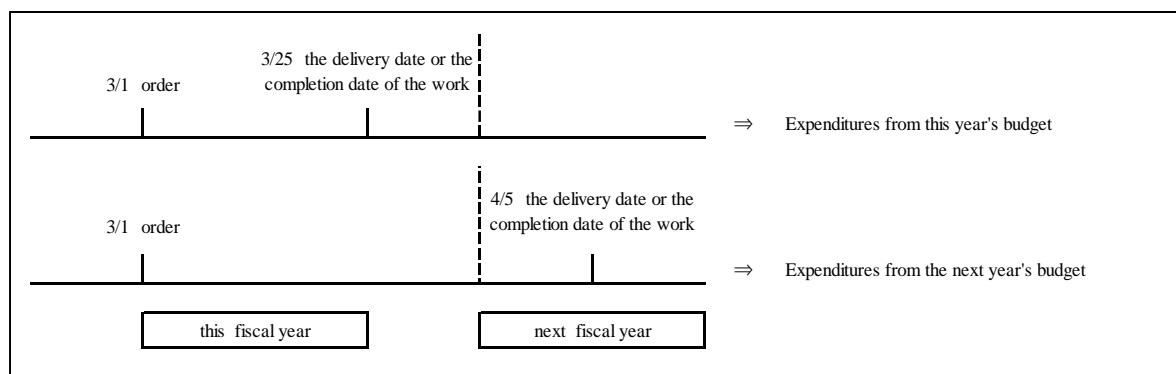 3/25 the delivery date or the
completion date of the work
3/1 order
⇒ Expenditures from this year's budget
4/5 the delivery date or the
completion date of the work
3/1 order
⇒ Expenditures from the next year's budget
this fiscal year
next fiscal year